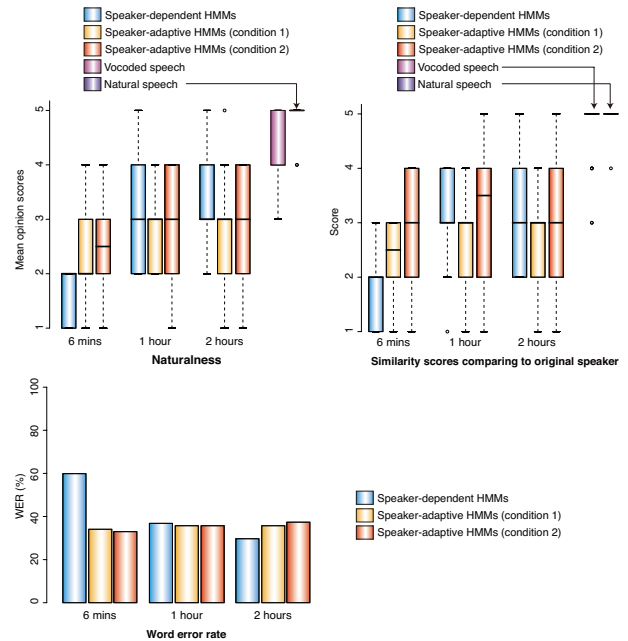 Speaker-dependent HMMs
Speaker-adaptive HMMs (condition 1)
Speaker-adaptive HMMs (condition 2)
Vocoded speech
Natural speech
Mean opinion scores
5
4
3
2
1
6 mins
1 hour
2 hours
Naturalness
Speaker-dependent HMMs
Speaker-adaptive HMMs (condition 1)
Speaker-adaptive HMMs (condition 2)
Vocoded speech
Natural speech
Score
5
4
3
2
1
6 mins
1 hour
2 hours
Similarity scores comparing to original speaker
WER (%)
100
80
60
40
20
0
6 mins
1 hour
2 hours
Word error rate
Speaker-dependent HMMs
Speaker-adaptive HMMs (condition 1)
Speaker-adaptive HMMs (condition 2)